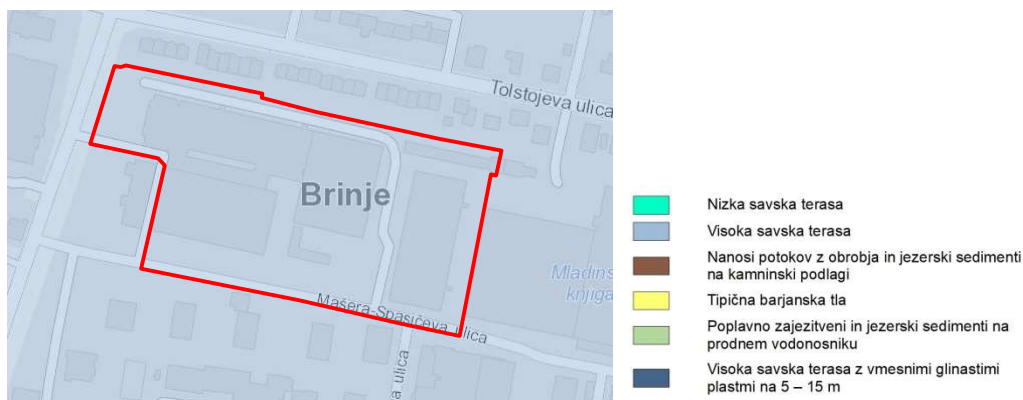 Tolstojeva ulica
Brinje
Mladins
knjiga
Mašera-Spasičeva ulica
ulica
Nizka savska terasa
Visoka savska terasa
Nanosi potokov z obrobja in jezerski sedimenti
na kamninski podlagi
Tipična barjanska tla
Poplavno zajezitveni in jezerski sedimenti na
prodnem vodonosniku
Visoka savska terasa z vmesnimi glinastimi
plastmi na 5 – 15 m